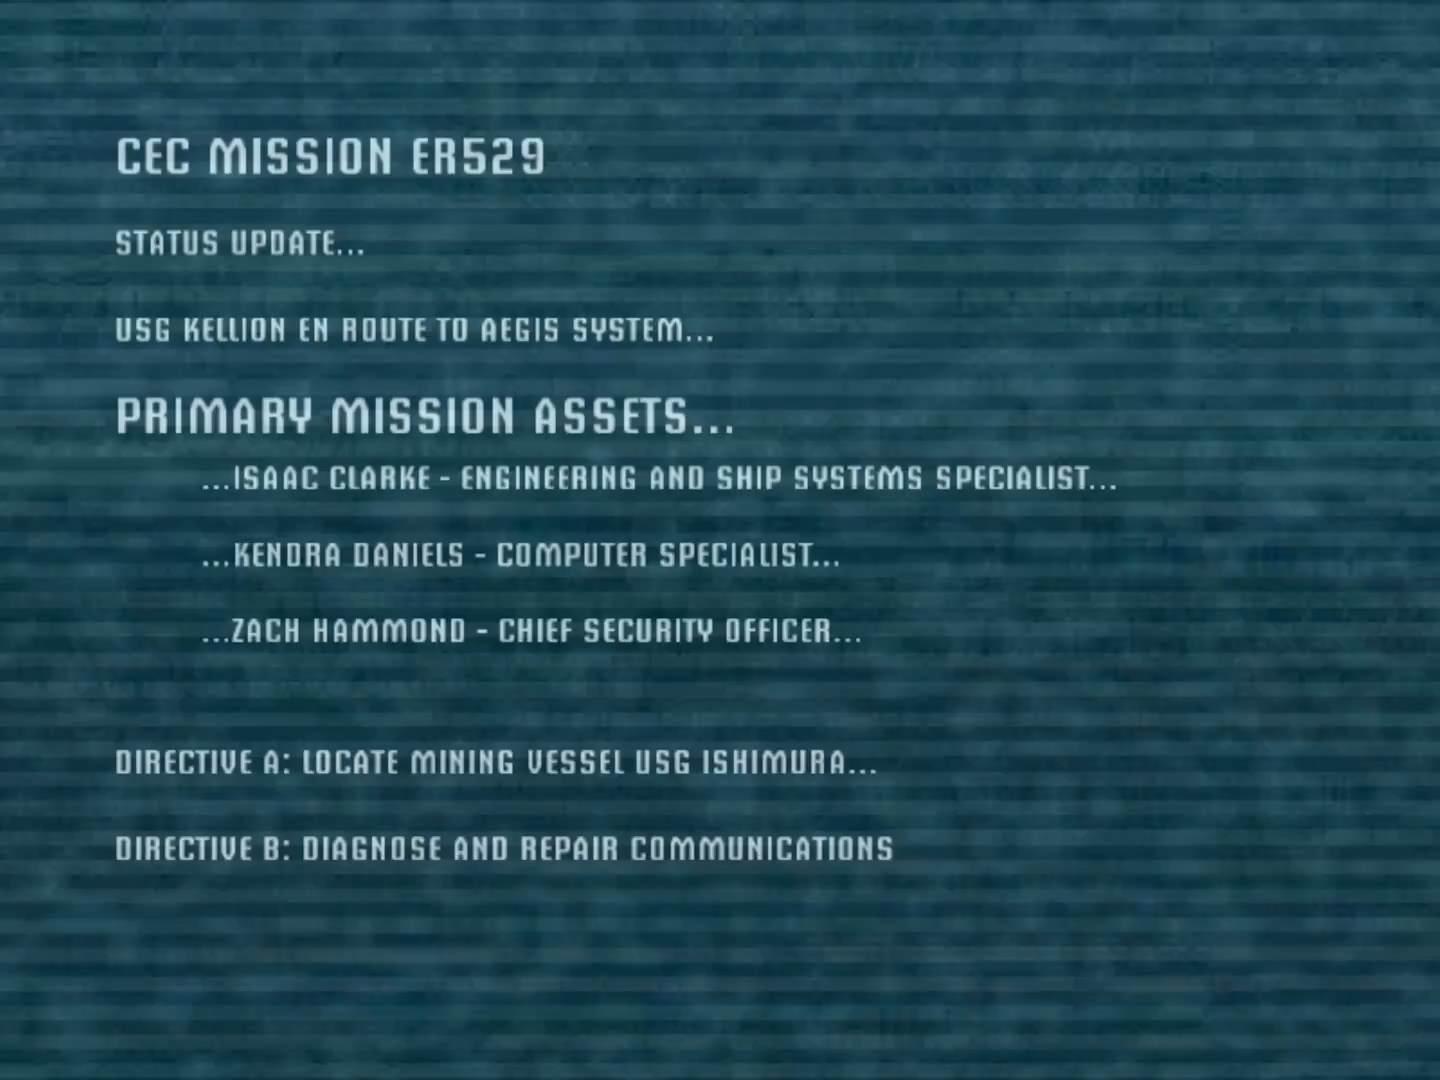 CEC MISSION ER529
STATUS UPDATE...
USG KELLION EN ROUTE TO AEGIS SYSTEM...
PRIMARY MISSION ASSETS...
...ISAAC CLARKE - ENGINEERING AND SHIP SYSTEMS SPECIALIST...
...KENDRA DANIELS - COMPUTER SPECIALIST...
...ZACH HAMMOND - CHIEF SECURITY OFFICER...
DIRECTIVE A: LOCATE MINING VESSEL USG ISHIMURA...
DIRECTIVE B: DIAGNOSE AND REPAIR COMMUNICATIONS